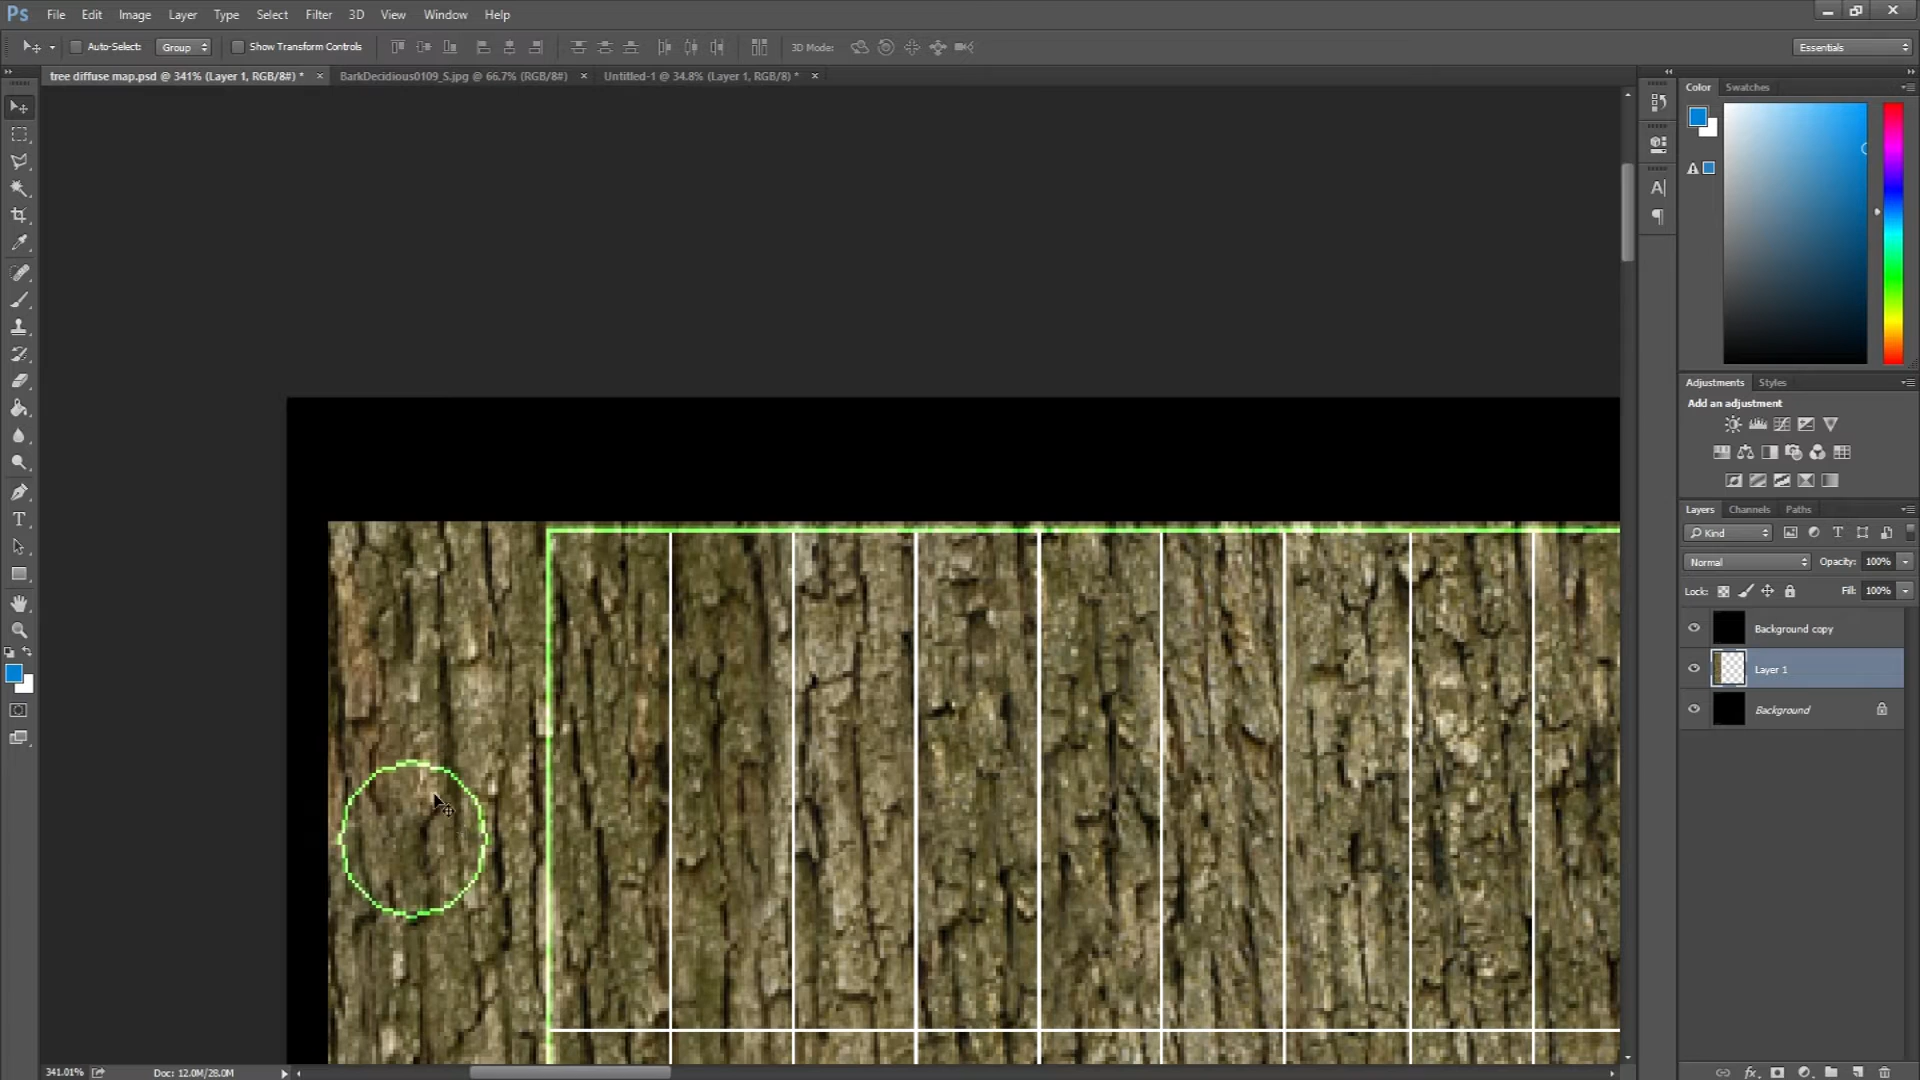 Ps File Edit Image Layer Type Select Filter 3D View Window Help
Auto-Select: Group Show Transform Controls 3D Mode: Essentials
tree diffuse map.psd @ 341% (Layer 1, RGB/8#) * × BarkDecidious0109_S.jpg @ 66.7% (RGB/8#) × Untitled-1 @ 34.8% (Layer 1, RGB/8) * ×
Color Swatches
Adjustments Styles
Add an adjustment
Layers Channels Paths
Kind
Normal Opacity: 100%
Lock: Fill: 100%
Background copy
Layer 1
Background
341.01% Doc: 12.0M/28.0M